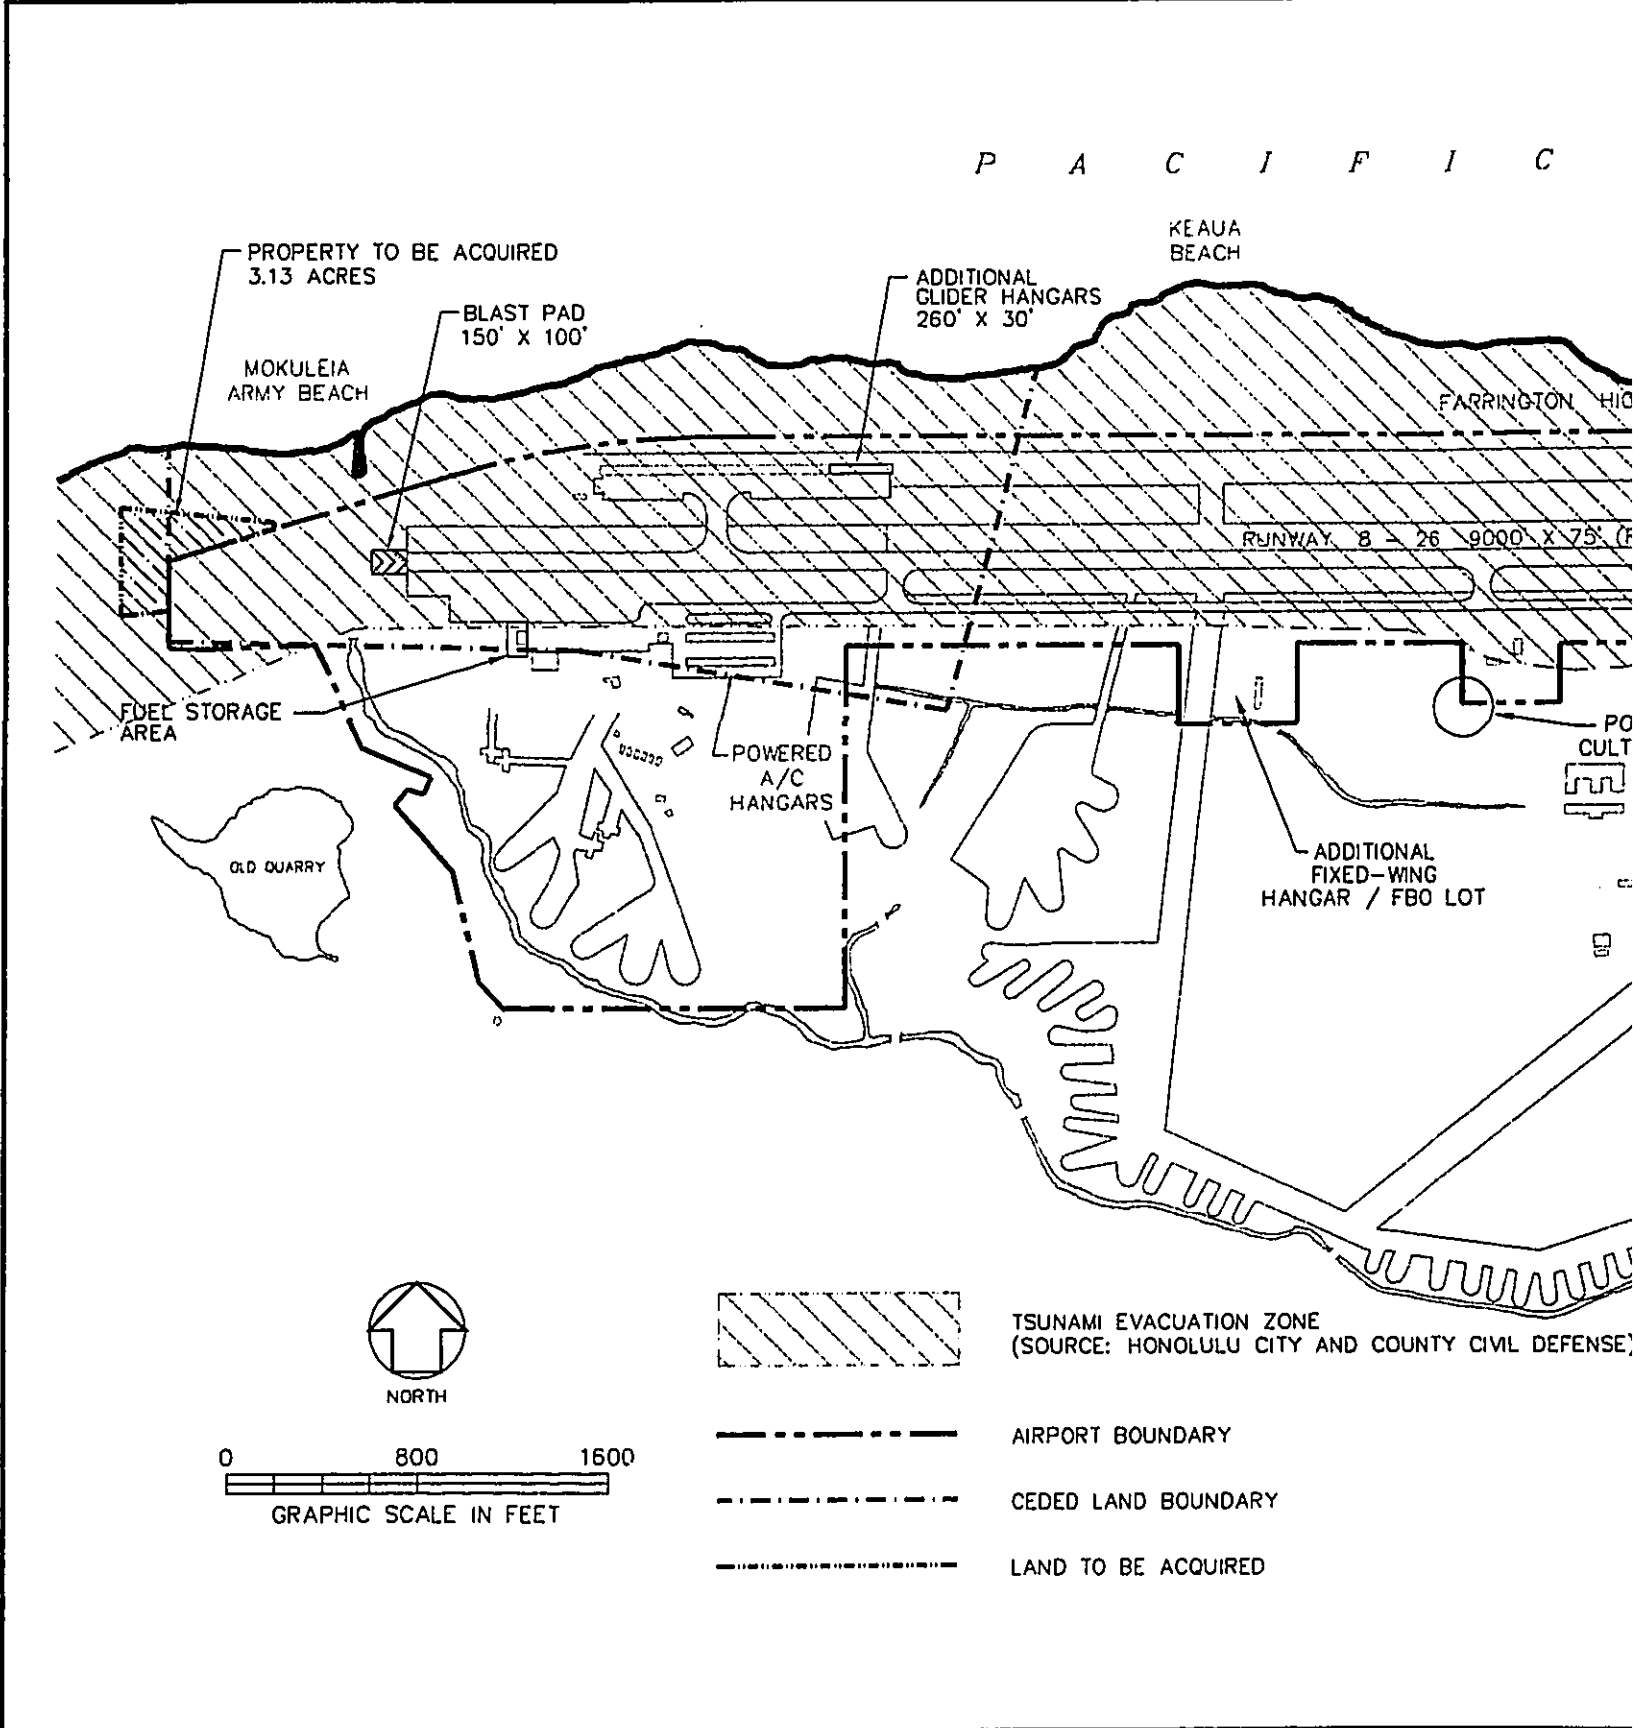 P A C I F I C
KEAUA
BEACH
PROPERTY TO BE ACQUIRED
3.13 ACRES
ADDITIONAL
GLIDER HANGARS
260' X 30'
BLAST PAD
150' X 100'
MOKULEIA
ARMY BEACH
FARRINGTON HIG
RUNWAY 8 - 26 9000' X 75' (
FUEL STORAGE
AREA
PO
CULT
POWERED
A/C
HANGARS
OLD QUARRY
ADDITIONAL
FIXED-WING
HANGAR / FBO LOT
NORTH
0 800 1600
GRAPHIC SCALE IN FEET
TSUNAMI EVACUATION ZONE
(SOURCE: HONOLULU CITY AND COUNTY CIVIL DEFENSE)
AIRPORT BOUNDARY
CEDED LAND BOUNDARY
LAND TO BE ACQUIRED